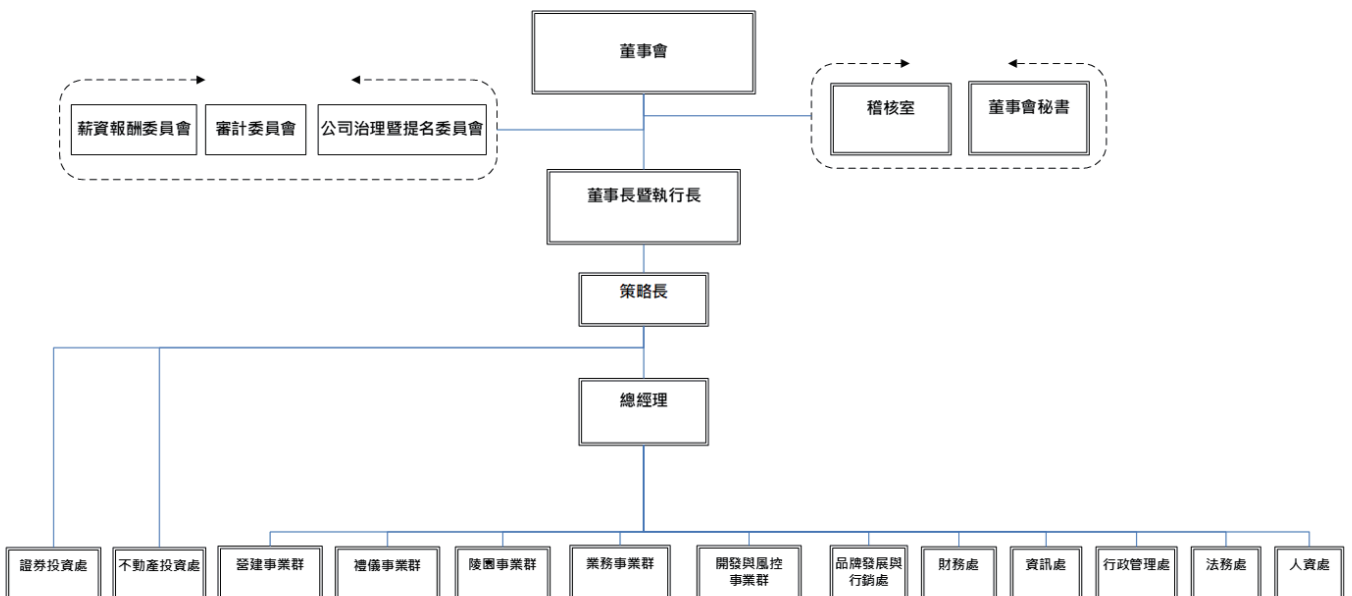 董事會
薪資報酬委員會
審計委員會
公司治理暨提名委員會
稽核室
董事會秘書
董事長暨執行長
策略長
總經理
證券投資處
不動產投資處
營建事業群
禮儀事業群
陵園事業群
業務事業群
開發與風控
事業群
品牌發展與
行銷處
財務處
資訊處
行政管理處
法務處
人資處